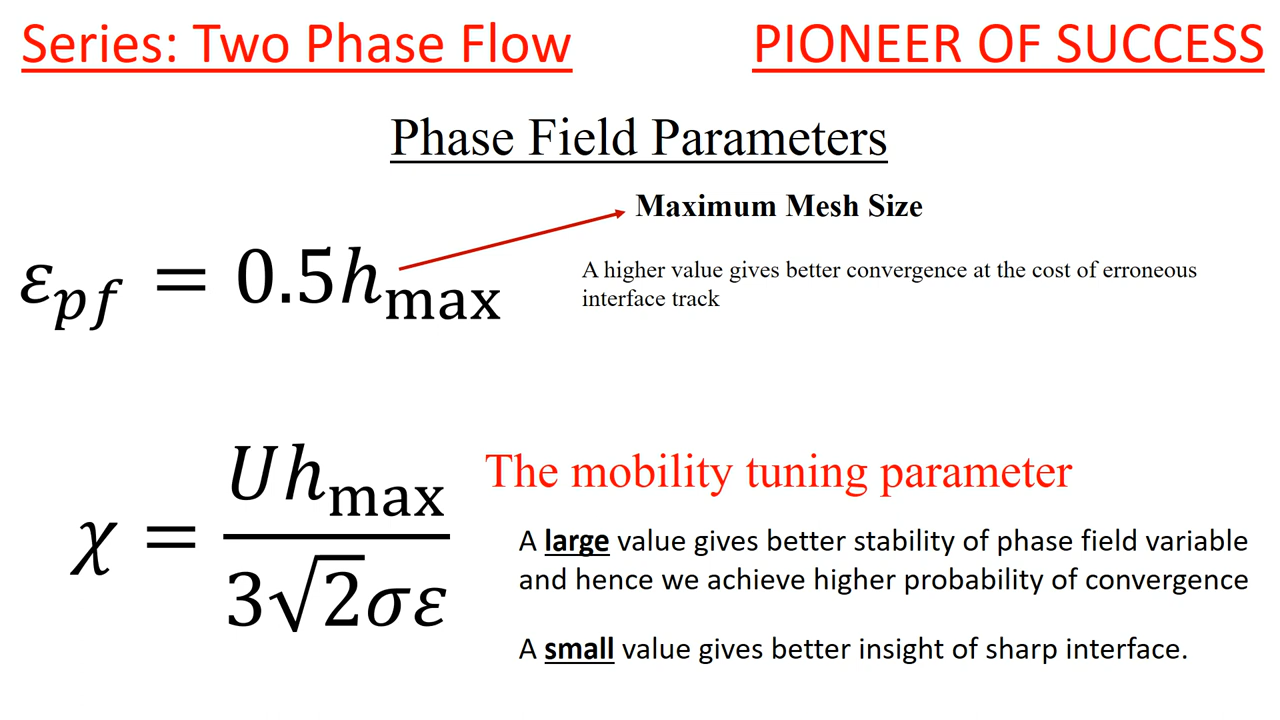 Series: Two Phase Flow
PIONEER OF SUCCESS
Phase Field Parameters
Maximum Mesh Size
εpf = 0.5hmax
A higher value gives better convergence at the cost of erroneous
interface track
χ = Uhmax / 3√2σε
The mobility tuning parameter
A large value gives better stability of phase field variable
and hence we achieve higher probability of convergence
A small value gives better insight of sharp interface.